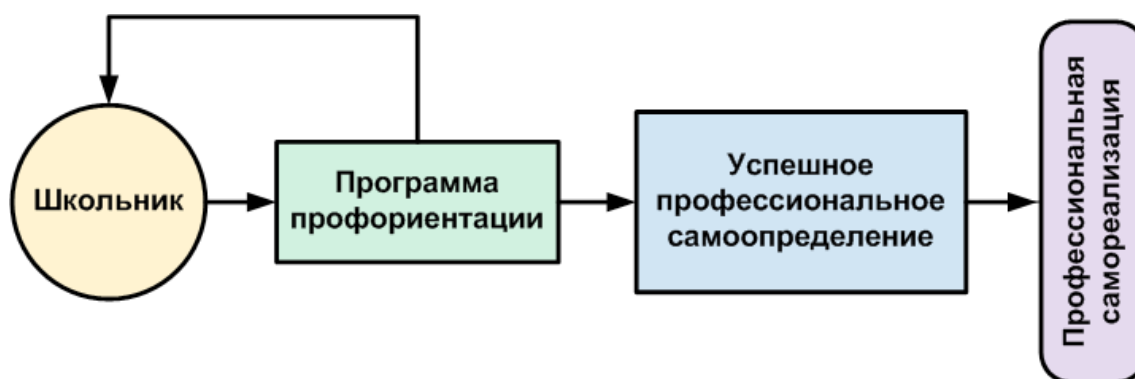 Школьник
Программа
профориентации
Успешное
профессиональное
самоопределение
Профессиональная
самореализация